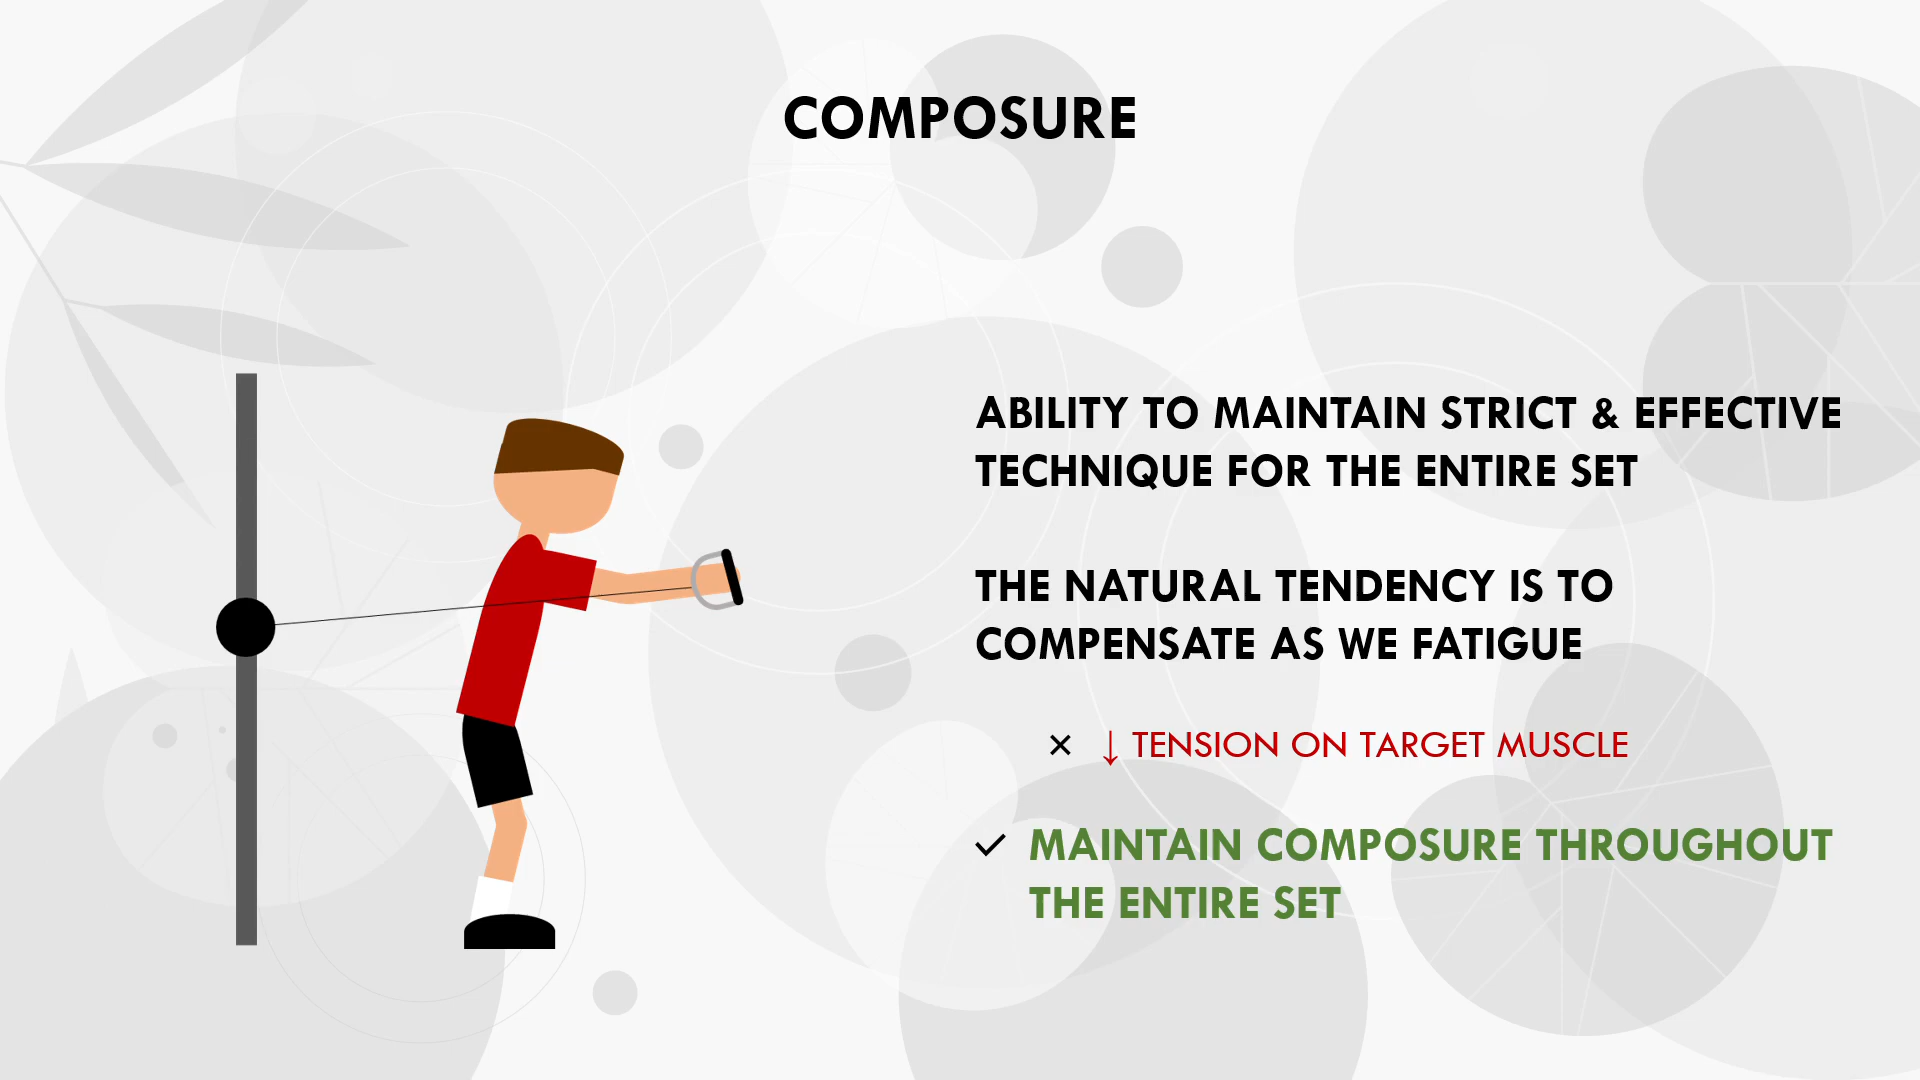 COMPOSURE
ABILITY TO MAINTAIN STRICT & EFFECTIVE
TECHNIQUE FOR THE ENTIRE SET
THE NATURAL TENDENCY IS TO
COMPENSATE AS WE FATIGUE
✕ ↓ TENSION ON TARGET MUSCLE
✓ MAINTAIN COMPOSURE THROUGHOUT
THE ENTIRE SET